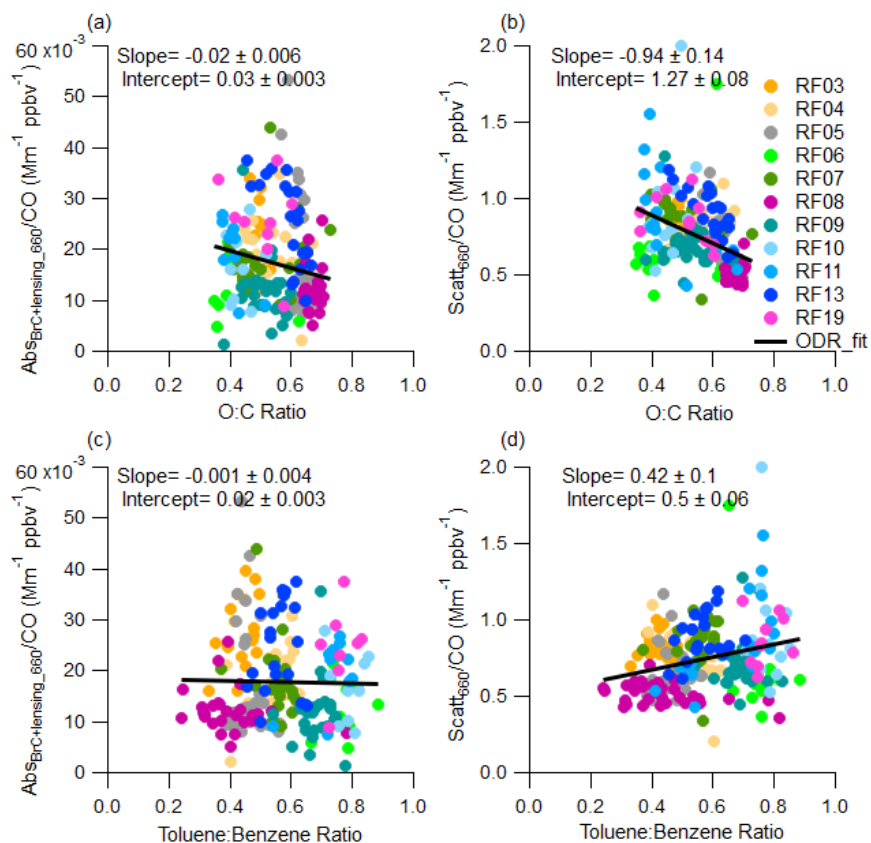 (a)
60 x10⁻³
50
40
30
20
10
0
Abs_BrC+lensing_660/CO (Mm⁻¹ ppbv⁻¹)
Slope= -0.02 ± 0.006
Intercept= 0.03 ± 0.003
0.0 0.2 0.4 0.6 0.8 1.0
O:C Ratio
(b)
2.0
1.5
1.0
0.5
0.0
Scatt₆₆₀/CO (Mm⁻¹ ppbv⁻¹)
Slope= -0.94 ± 0.14
Intercept= 1.27 ± 0.08
RF03
RF04
RF05
RF06
RF07
RF08
RF09
RF10
RF11
RF13
RF19
ODR_fit
0.0 0.2 0.4 0.6 0.8 1.0
O:C Ratio
(c)
60 x10⁻³
50
40
30
20
10
0
Abs_BrC+lensing_660/CO (Mm⁻¹ ppbv⁻¹)
Slope= -0.001 ± 0.004
Intercept= 0.02 ± 0.003
0.0 0.2 0.4 0.6 0.8 1.0
Toluene:Benzene Ratio
(d)
2.0
1.5
1.0
0.5
0.0
Scatt₆₆₀/CO (Mm⁻¹ ppbv⁻¹)
Slope= 0.42 ± 0.1
Intercept= 0.5 ± 0.06
0.0 0.2 0.4 0.6 0.8 1.0
Toluene:Benzene Ratio